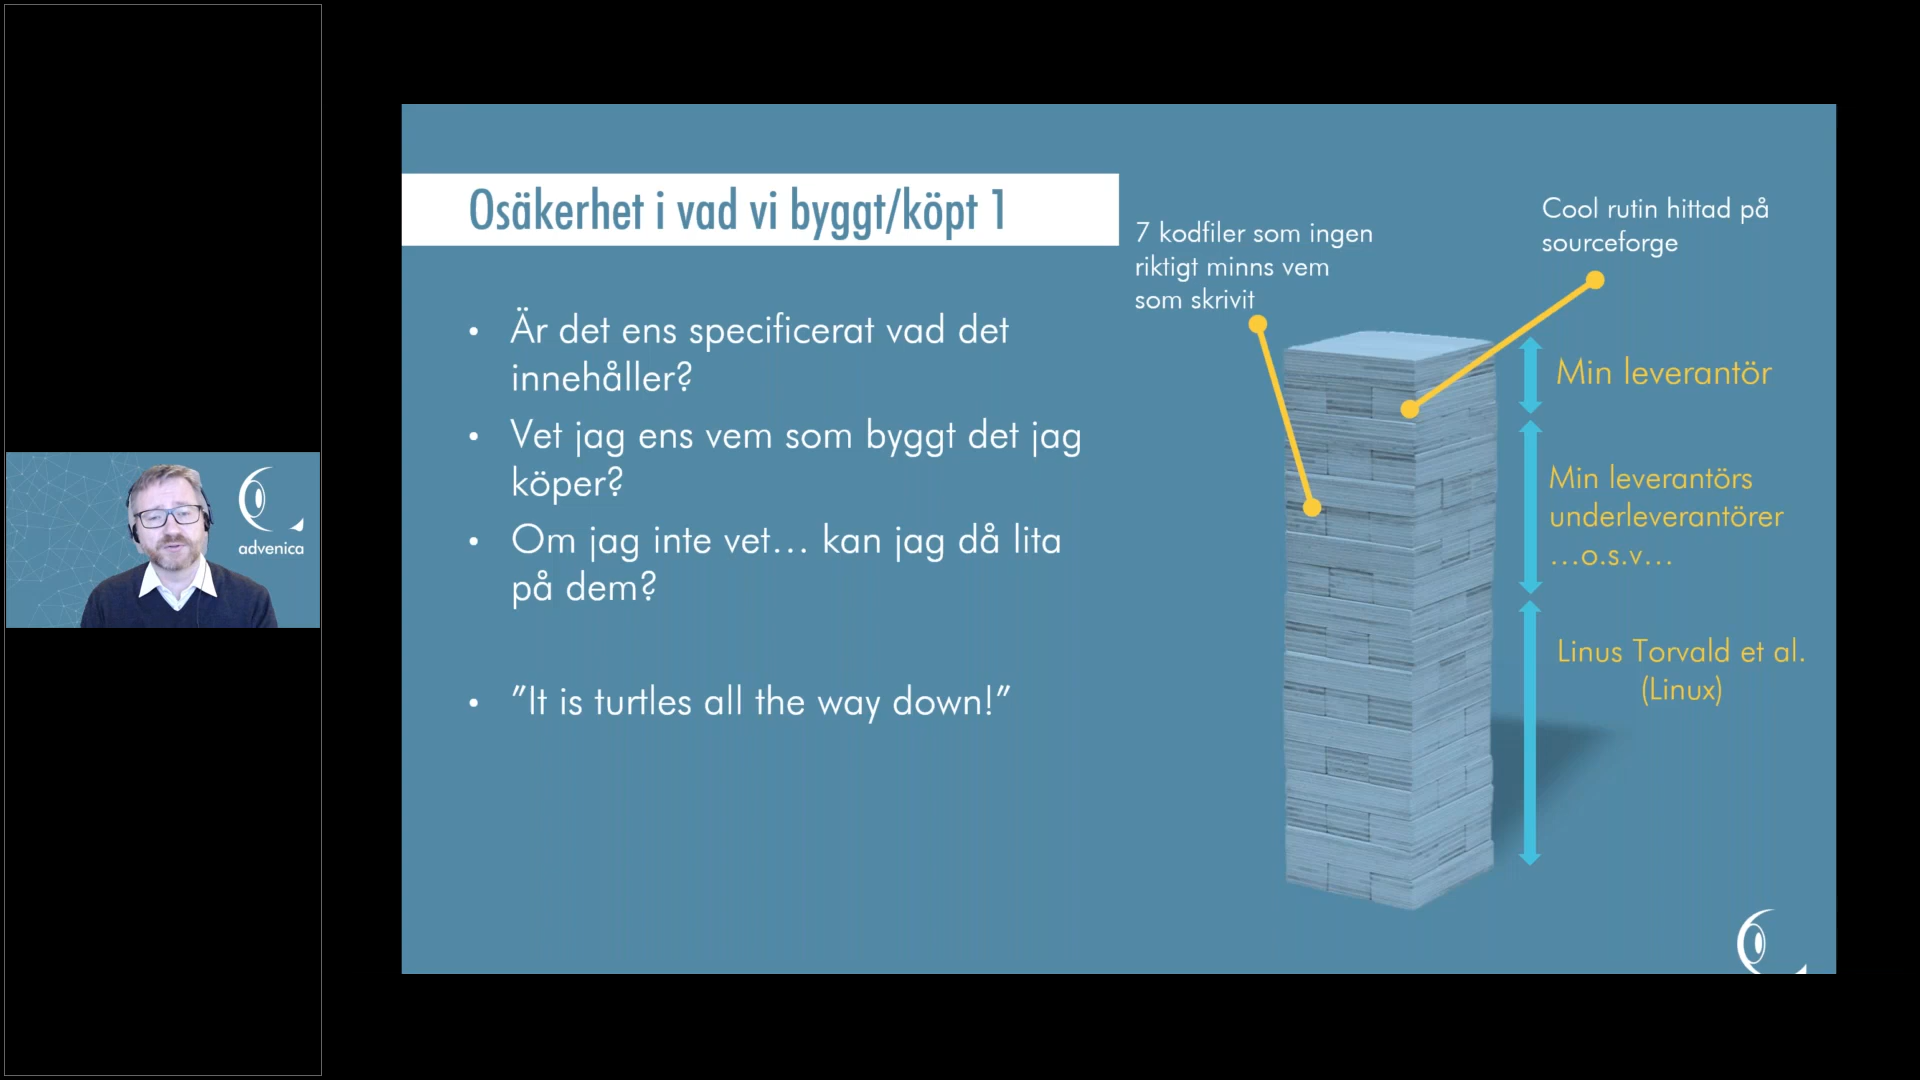 advenica
Osäkerhet i vad vi byggt/köpt 1
Är det ens specificerat vad det
innehåller?
Vet jag ens vem som byggt det jag
köper?
Om jag inte vet... kan jag då lita
på dem?
”It is turtles all the way down!”
7 kodfiler som ingen
riktigt minns vem
som skrivit
Cool rutin hittad på
sourceforge
Min leverantör
Min leverantörs
underleverantörer
...o.s.v...
Linus Torvald et al.
(Linux)